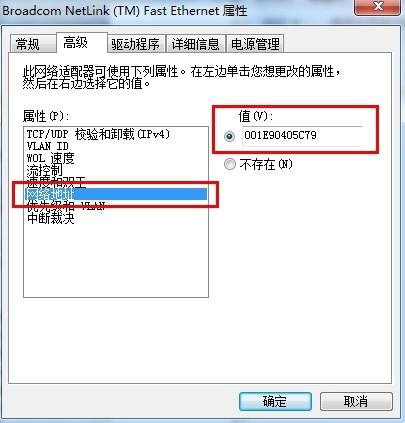 Broadcom NetLink (TM) Fast Ethernet 属性
常规 高级 驱动程序 详细信息 电源管理
此网络适配器可使用下列属性。在左边单击您想更改的属性，
然后在右边选择它的值。
属性(P):
值(V):
TCP/UDP 校验和卸载(IPv4)
VLAN ID
WOL 速度
流控制
速度和双工
网络地址
优先级和 VLAN
中断裁决
001E90405C79
不存在(N)
确定
取消